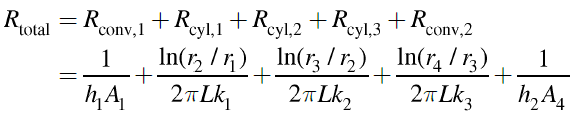 R_total = R_conv,1 + R_cyl,1 + R_cyl,2 + R_cyl,3 + R_conv,2
= 1/(h_1 A_1) + ln(r_2 / r_1)/(2πLk_1) + ln(r_3 / r_2)/(2πLk_2) + ln(r_4 / r_3)/(2πLk_3) + 1/(h_2 A_4)